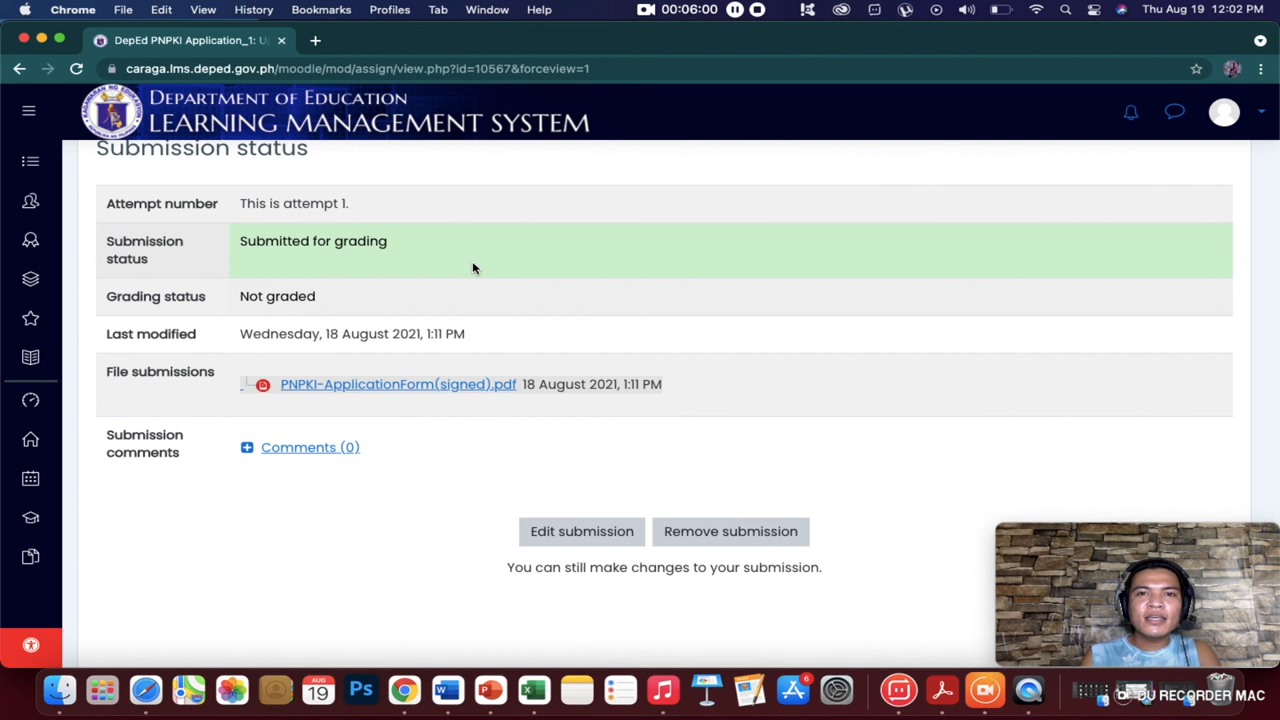 Chrome File Edit View History Bookmarks Profiles Tab Window Help 00:06:00 Thu Aug 19 12:02 PM
DepEd PNPKI Application_1: U
caraga.lms.deped.gov.ph/moodle/mod/assign/view.php?id=10567&forceview=1
DEPARTMENT OF EDUCATION
LEARNING MANAGEMENT SYSTEM
Submission status
Attempt number This is attempt 1.
Submission status Submitted for grading
Grading status Not graded
Last modified Wednesday, 18 August 2021, 1:11 PM
File submissions
PNPKI-ApplicationForm(signed).pdf 18 August 2021, 1:11 PM
Submission comments
Comments (0)
Edit submission Remove submission
You can still make changes to your submission.
AUG
19
Ps
W
P
X
6
DU RECORDER MAC